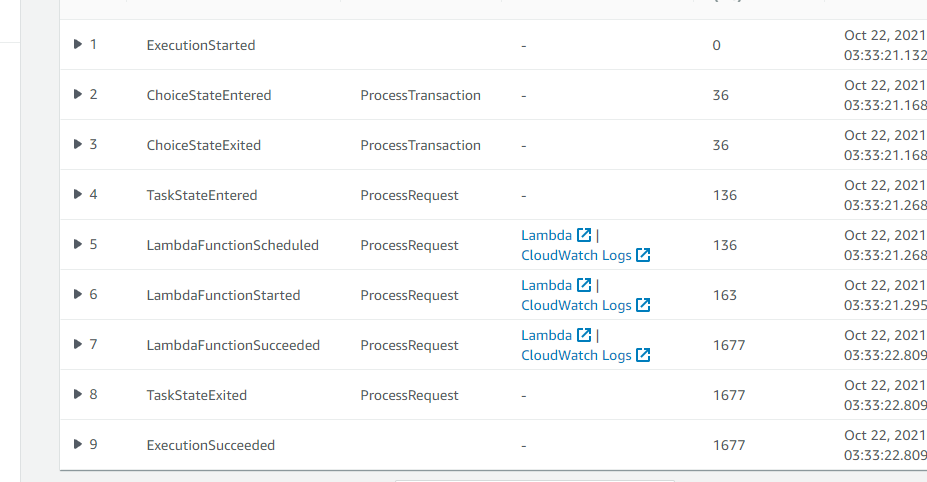 1 ExecutionStarted - 0 Oct 22, 2021
03:33:21.132
2 ChoiceStateEntered ProcessTransaction - 36 Oct 22, 2021
03:33:21.168
3 ChoiceStateExited ProcessTransaction - 36 Oct 22, 2021
03:33:21.168
4 TaskStateEntered ProcessRequest - 136 Oct 22, 2021
03:33:21.268
5 LambdaFunctionScheduled ProcessRequest Lambda | 136 Oct 22, 2021
CloudWatch Logs 03:33:21.268
6 LambdaFunctionStarted ProcessRequest Lambda | 163 Oct 22, 2021
CloudWatch Logs 03:33:21.295
7 LambdaFunctionSucceeded ProcessRequest Lambda | 1677 Oct 22, 2021
CloudWatch Logs 03:33:22.809
8 TaskStateExited ProcessRequest - 1677 Oct 22, 2021
03:33:22.809
9 ExecutionSucceeded - 1677 Oct 22, 2021
03:33:22.809